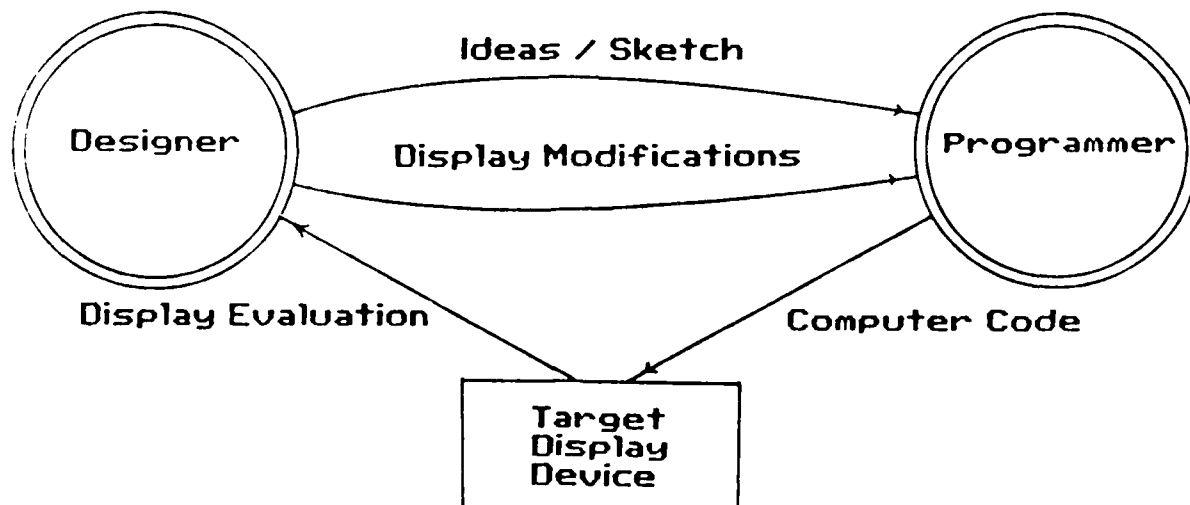 Ideas / Sketch
Designer
Programmer
Display Modifications
Display Evaluation
Computer Code
Target
Display
Device